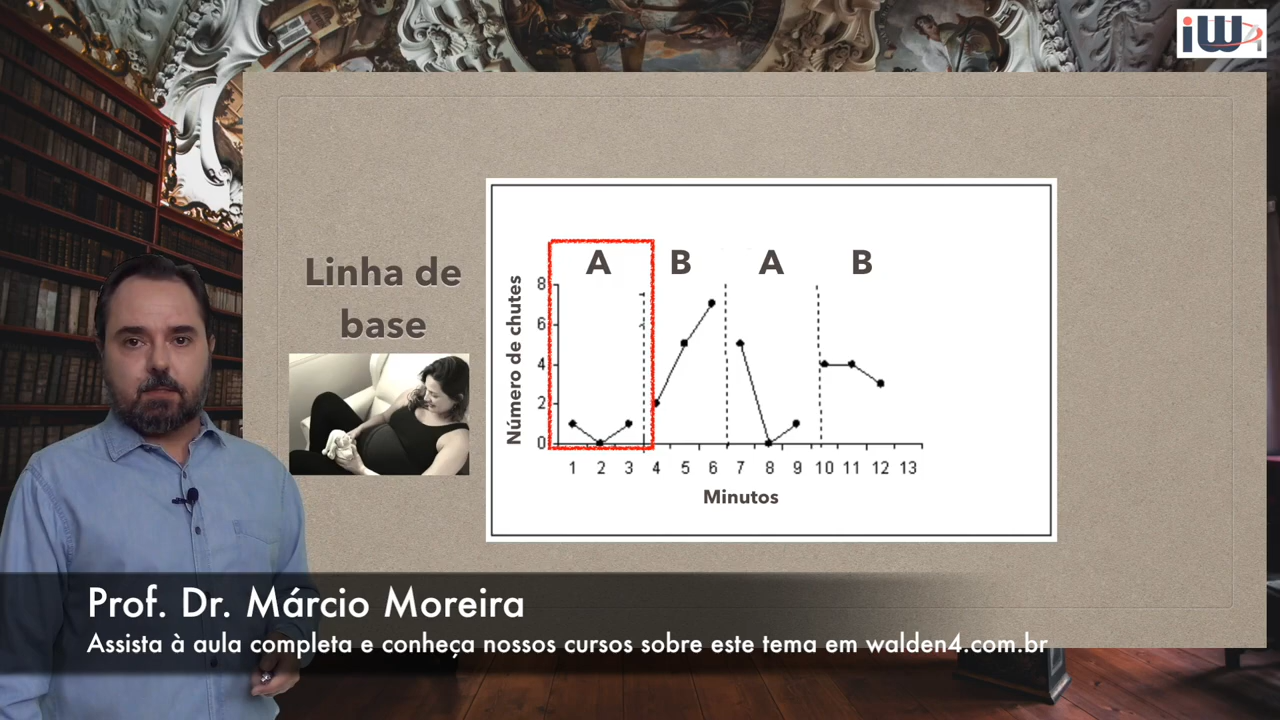 iW4
Linha de
base
A B A B
Número de chutes
8
6
4
2
0
1 2 3 4 5 6 7 8 9 10 11 12 13
Minutos
Prof. Dr. Márcio Moreira
Assista à aula completa e conheça nossos cursos sobre este tema em walden4.com.br